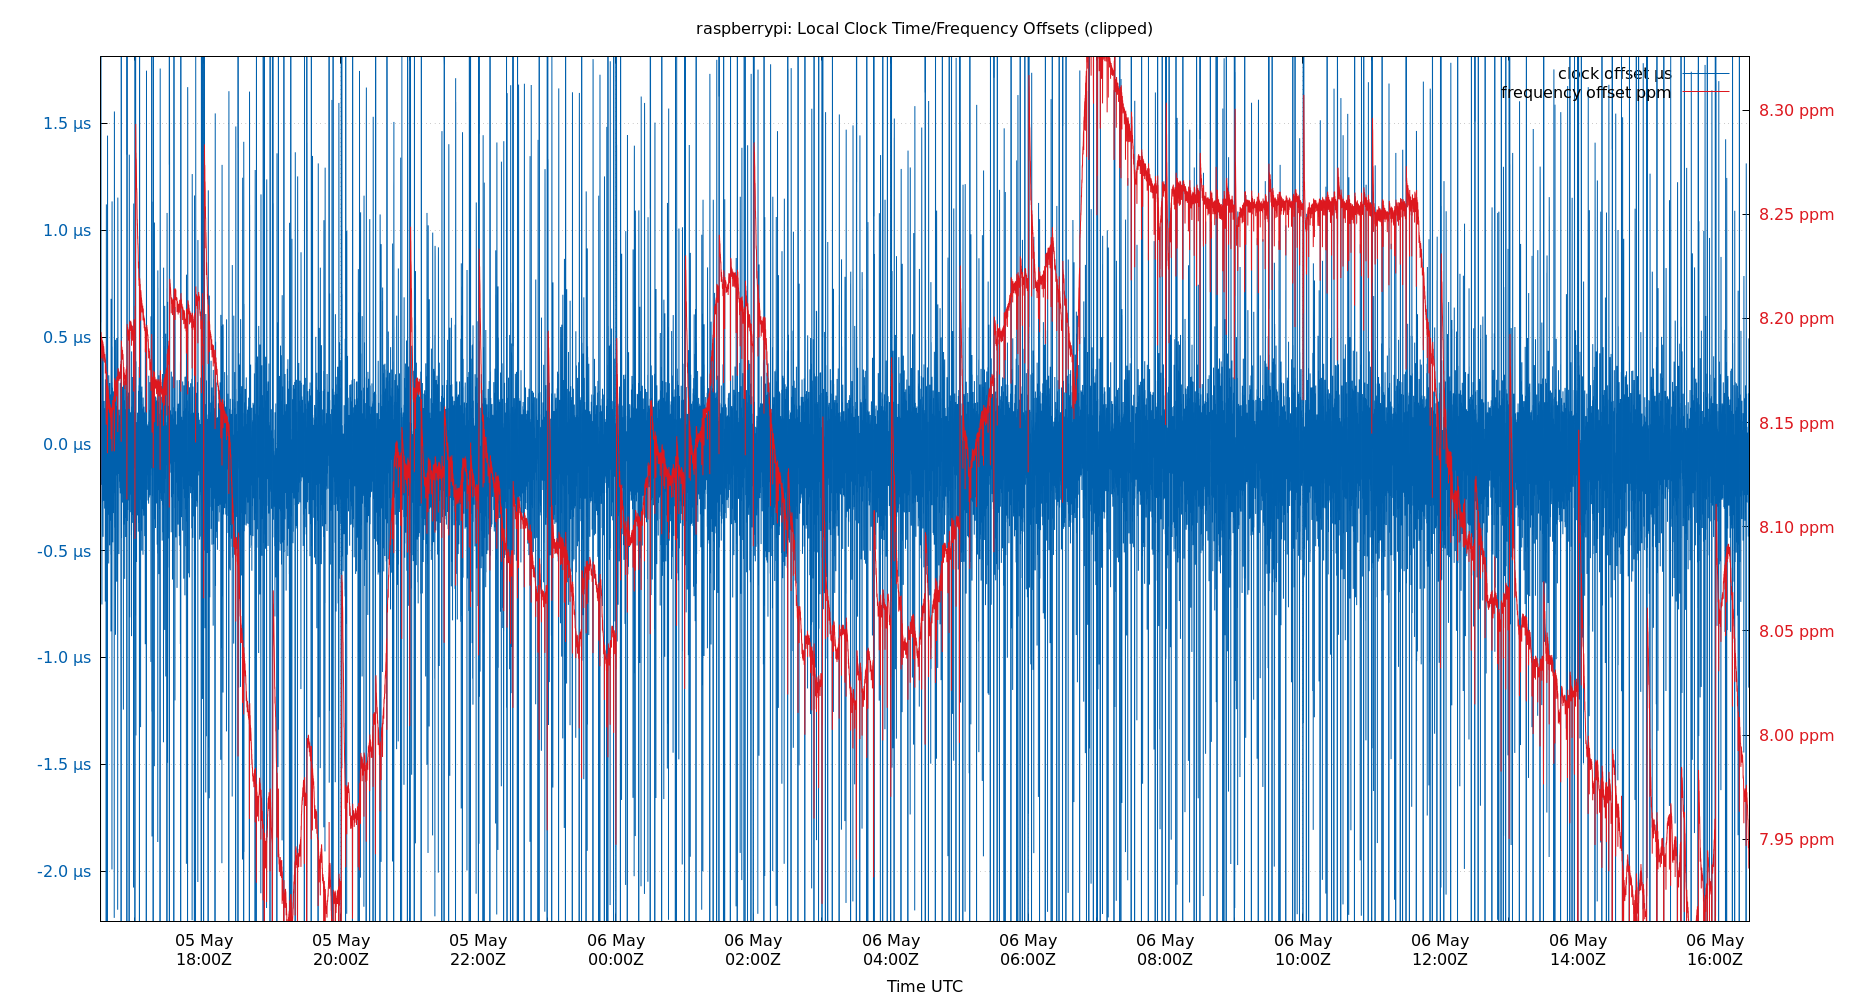 raspberrypi: Local Clock Time/Frequency Offsets (clipped)
clock offset µs
frequency offset ppm
1.5 µs
1.0 µs
0.5 µs
0.0 µs
-0.5 µs
-1.0 µs
-1.5 µs
-2.0 µs
8.30 ppm
8.25 ppm
8.20 ppm
8.15 ppm
8.10 ppm
8.05 ppm
8.00 ppm
7.95 ppm
05 May 05 May 05 May 06 May 06 May 06 May 06 May 06 May 06 May 06 May 06 May 06 May
18:00Z 20:00Z 22:00Z 00:00Z 02:00Z 04:00Z 06:00Z 08:00Z 10:00Z 12:00Z 14:00Z 16:00Z
Time UTC